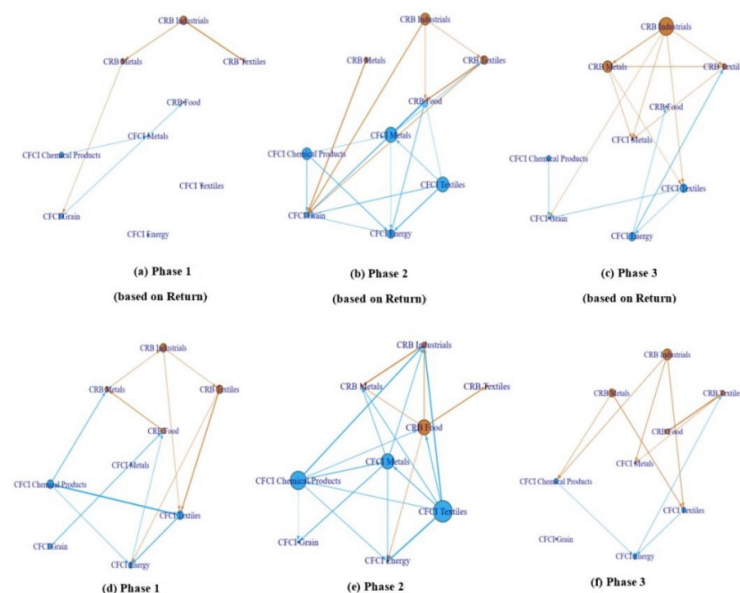 CRB Industrials
CRB Metals
CRB Textiles
CRB Food
CFCI Metals
CFCI Chemical Products
CFCI Textiles
CFCI Grain
CFCI Energy
(a) Phase 1
(based on Return)
CRB Industrials
CRB Metals
CRB Textiles
CRB Food
CFCI Metals
CFCI Chemical Products
CFCI Textiles
CFCI Grain
CFCI Energy
(b) Phase 2
(based on Return)
CRB Industrials
CRB Metals
CRB Textiles
CRB Food
CFCI Metals
CFCI Chemical Products
CFCI Textiles
CFCI Grain
CFCI Energy
(c) Phase 3
(based on Return)
CRB Industrials
CRB Metals
CRB Textiles
CRB Food
CFCI Metals
CFCI Chemical Products
CFCI Textiles
CFCI Grain
CFCI Energy
(d) Phase 1
CRB Industrials
CRB Metals
CRB Textiles
CRB Food
CFCI Metals
CFCI Chemical Products
CFCI Textiles
CFCI Grain
CFCI Energy
(e) Phase 2
CRB Industrials
CRB Metals
CRB Textiles
CRB Food
CFCI Metals
CFCI Chemical Products
CFCI Textiles
CFCI Grain
CFCI Energy
(f) Phase 3